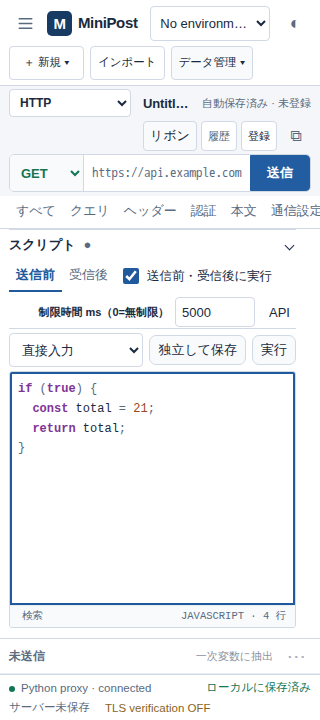 M MiniPost No environm…
＋ 新規 ▾ インポート データ管理 ▾
HTTP Untitl… 自動保存済み · 未登録
リボン 履歴 登録
GET https://api.example.com 送信
すべて クエリ ヘッダー 認証 本文 通信設定
スクリプト ●
送信前 受信後 送信前・受信後に実行
制限時間 ms（0=無制限） 5000 API
直接入力 独立して保存 実行
if (true) {
  const total = 21;
  return total;
}
検索 JAVASCRIPT · 4 行
未送信 一次変数に抽出 ···
Python proxy · connected ローカルに保存済み
サーバー未保存 TLS verification OFF